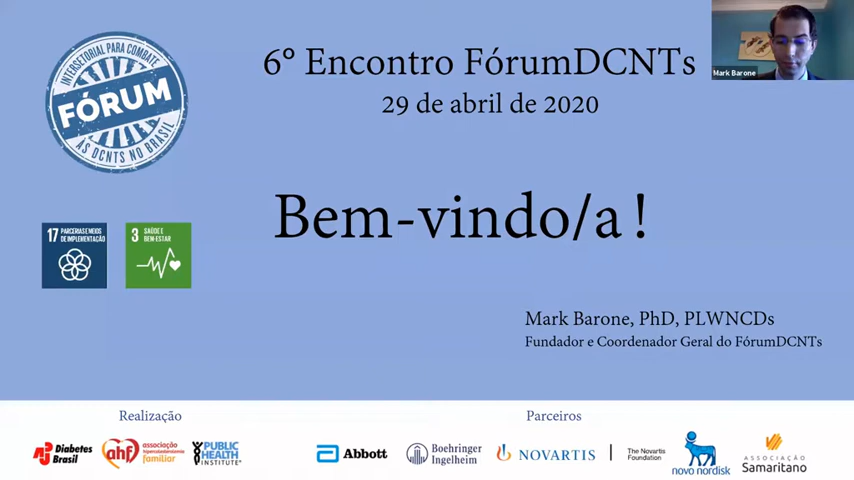 6º Encontro FórumDCNTs
29 de abril de 2020
Mark Barone
INTERSETORIAL PARA COMBATE
FÓRUM
AS DCNTS NO BRASIL
Bem-vindo/a !
17 PARCERIAS E MEIOS
DE IMPLEMENTAÇÃO
3 SAÚDE E
BEM-ESTAR
Mark Barone, PhD, PLWNCDs
Fundador e Coordenador Geral do FórumDCNTs
Realização
Parceiros
Diabetes
Brasil
ahf associação
hipercolesterolemia
familiar
PUBLIC
HEALTH
INSTITUTE®
Abbott
Boehringer
Ingelheim
NOVARTIS
The Novartis
Foundation
novo nordisk
ASSOCIAÇÃO
Samaritano